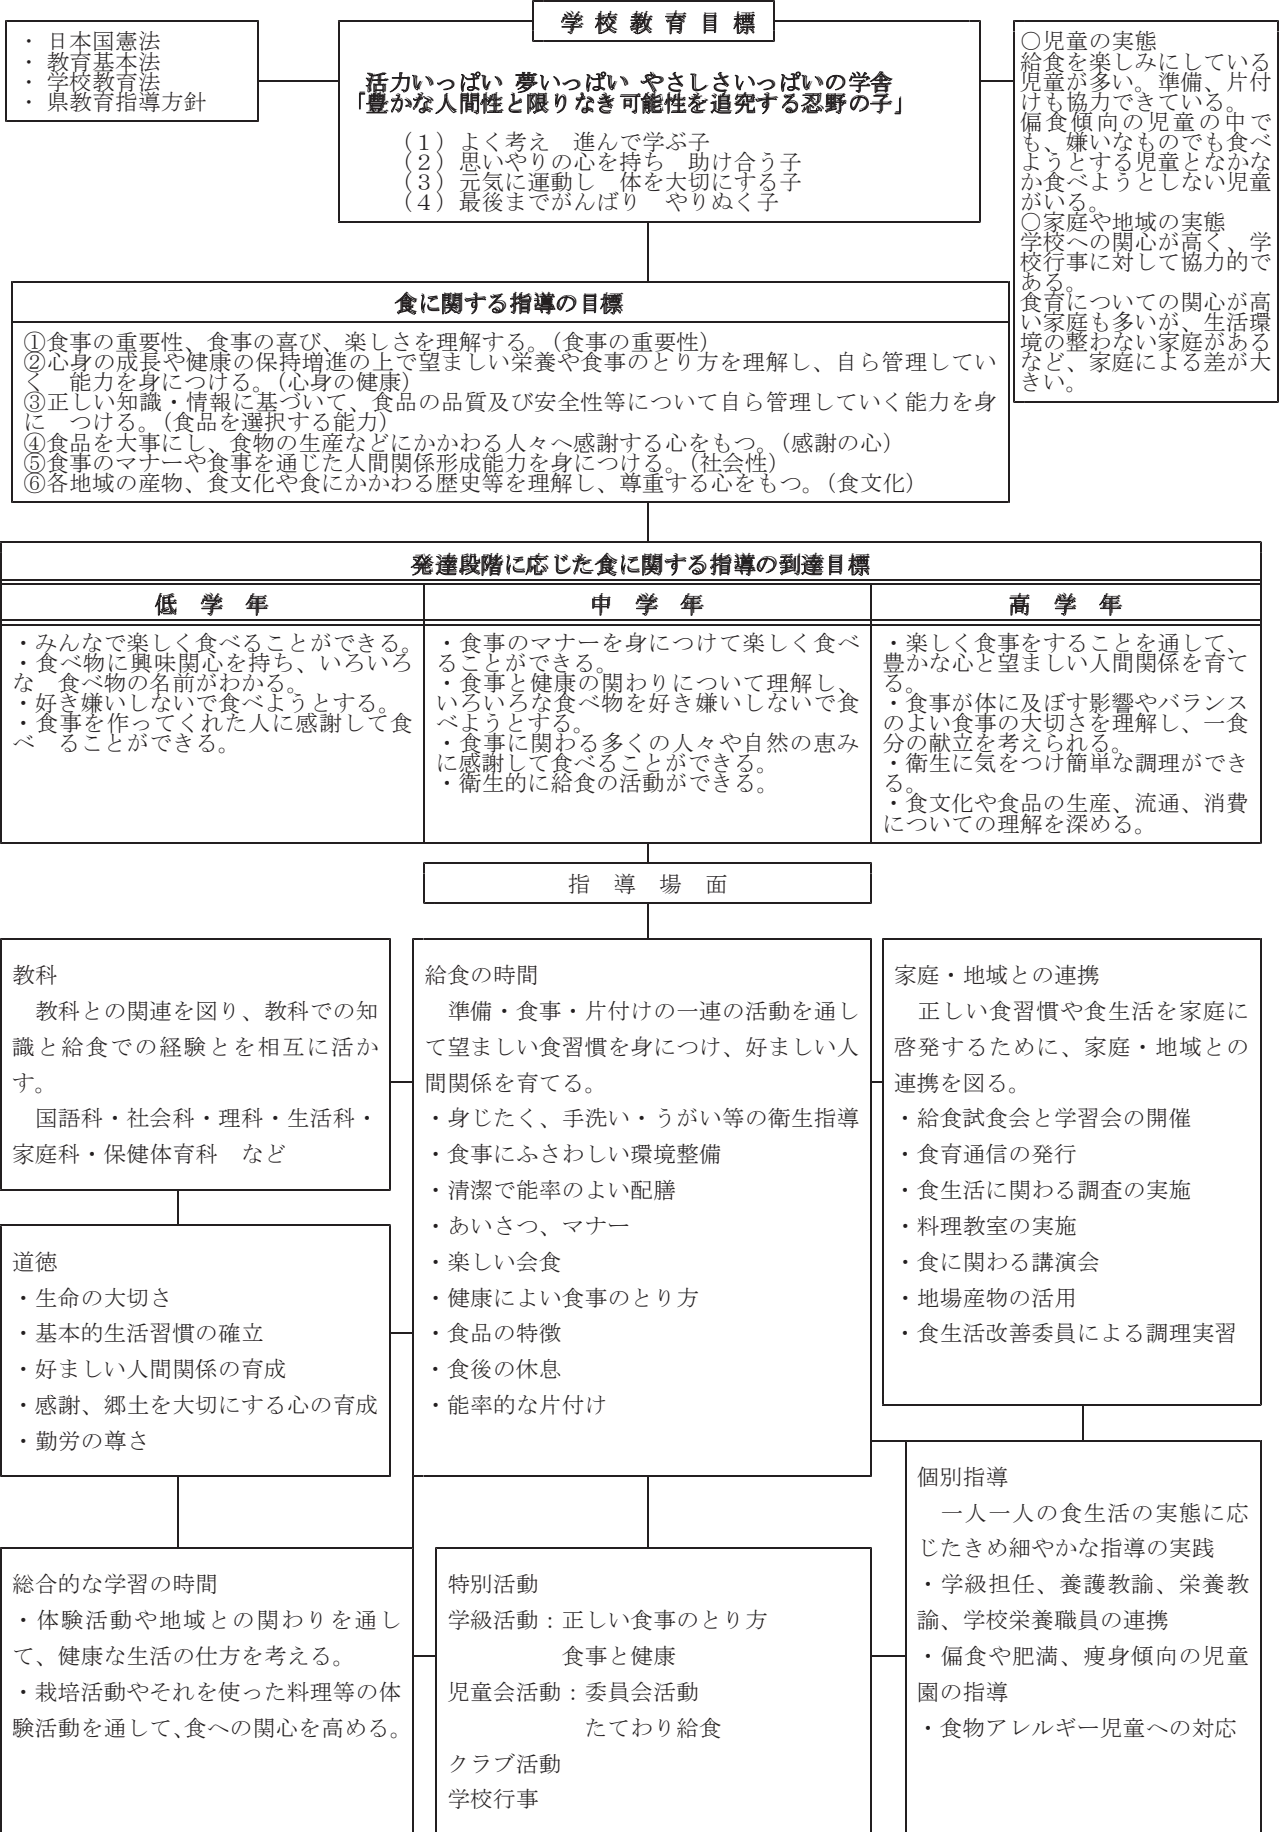 学 校 教 育 目 標
・ 日本国憲法
・ 教育基本法
・ 学校教育法
・ 県教育指導方針
活力いっぱい 夢いっぱい やさしさいっぱいの学舎
「豊かな人間性と限りなき可能性を追究する忍野の子」
（１）よく考え　進んで学ぶ子
（２）思いやりの心を持ち　助け合う子
（３）元気に運動し　体を大切にする子
（４）最後までがんばり　やりぬく子
○児童の実態
給食を楽しみにしている
児童が多い。準備、片付
けも協力できている。
偏食傾向の児童の中で
も、嫌いなものでも食べ
ようとする児童となかな
か食べようとしない児童
がいる。
○家庭や地域の実態
学校への関心が高く、学
校行事に対して協力的で
ある。
食育についての関心が高
い家庭も多いが、生活環
境の整わない家庭がある
など、家庭による差が大
きい。
食に関する指導の目標
①食事の重要性、食事の喜び、楽しさを理解する。（食事の重要性）
②心身の成長や健康の保持増進の上で望ましい栄養や食事のとり方を理解し、自ら管理してい
く　能力を身につける。（心身の健康）
③正しい知識・情報に基づいて、食品の品質及び安全性等について自ら管理していく能力を身
に　つける。（食品を選択する能力）
④食品を大事にし、食物の生産などにかかわる人々へ感謝する心をもつ。（感謝の心）
⑤食事のマナーや食事を通じた人間関係形成能力を身につける。（社会性）
⑥各地域の産物、食文化や食にかかわる歴史等を理解し、尊重する心をもつ。（食文化）
発達段階に応じた食に関する指導の到達目標
低　学　年
・みんなで楽しく食べることができる。
・食べ物に興味関心を持ち、いろいろ
な　食べ物の名前がわかる。
・好き嫌いしないで食べようとする。
・食事を作ってくれた人に感謝して食
べ　ることができる。
中　学　年
・食事のマナーを身につけて楽しく食べ
ることができる。
・食事と健康の関わりについて理解し、
いろいろな食べ物を好き嫌いしないで食
べようとする。
・食事に関わる多くの人々や自然の恵み
に感謝して食べることができる。
・衛生的に給食の活動ができる。
高　学　年
・楽しく食事をすることを通して、
豊かな心と望ましい人間関係を育て
る。
・食事が体に及ぼす影響やバランス
のよい食事の大切さを理解し、一食
分の献立を考えられる。
・衛生に気をつけ簡単な調理ができ
る。
・食文化や食品の生産、流通、消費
についての理解を深める。
指　導　場　面
教科
　教科との関連を図り、教科での知
識と給食での経験とを相互に活か
す。
　国語科・社会科・理科・生活科・
家庭科・保健体育科　など
道徳
・生命の大切さ
・基本的生活習慣の確立
・好ましい人間関係の育成
・感謝、郷土を大切にする心の育成
・勤労の尊さ
給食の時間
　準備・食事・片付けの一連の活動を通し
て望ましい食習慣を身につけ、好ましい人
間関係を育てる。
・身じたく、手洗い・うがい等の衛生指導
・食事にふさわしい環境整備
・清潔で能率のよい配膳
・あいさつ、マナー
・楽しい会食
・健康によい食事のとり方
・食品の特徴
・食後の休息
・能率的な片付け
家庭・地域との連携
　正しい食習慣や食生活を家庭に
啓発するために、家庭・地域との
連携を図る。
・給食試食会と学習会の開催
・食育通信の発行
・食生活に関わる調査の実施
・料理教室の実施
・食に関わる講演会
・地場産物の活用
・食生活改善委員による調理実習
総合的な学習の時間
・体験活動や地域との関わりを通し
て、健康な生活の仕方を考える。
・栽培活動やそれを使った料理等の体
験活動を通して、食への関心を高める。
特別活動
学級活動：正しい食事のとり方
食事と健康
児童会活動：委員会活動
たてわり給食
クラブ活動
学校行事
個別指導
　一人一人の食生活の実態に応
じたきめ細やかな指導の実践
・学級担任、養護教諭、栄養教
諭、学校栄養職員の連携
・偏食や肥満、痩身傾向の児童
園の指導
・食物アレルギー児童への対応